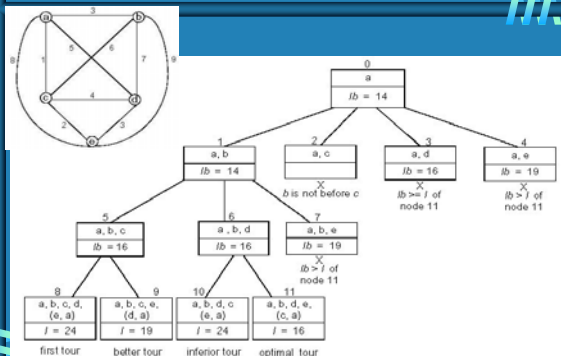 a 3 b
5 6
8 1 7 9
c 4 d
2 3
e
0
a
lb = 14
1 2 3 4
a, b a, c a, d a, e
lb = 14 lb = 16 lb = 19
X X X
b is not before c lb >= l of lb > l of
node 11 node 11
5 6 7
a, b, c a, b, d a, b, e
lb = 16 lb = 16 lb = 19
X
lb > l of
node 11
8 9 10 11
a, b, c, d, a, b, c, e, a, b, d, c a, b, d, e,
(e, a) (d, a) (e, a) (c, a)
l = 24 l = 19 l = 24 l = 16
first tour better tour inferior tour optimal tour